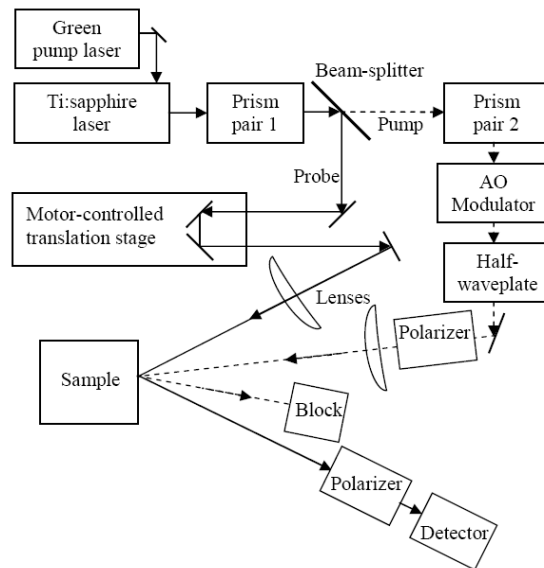 Green
pump laser
Ti:sapphire
laser
Prism
pair 1
Beam-splitter
Pump
Prism
pair 2
Probe
AO
Modulator
Motor-controlled
translation stage
Half-
waveplate
Lenses
Polarizer
Sample
Block
Polarizer
Detector